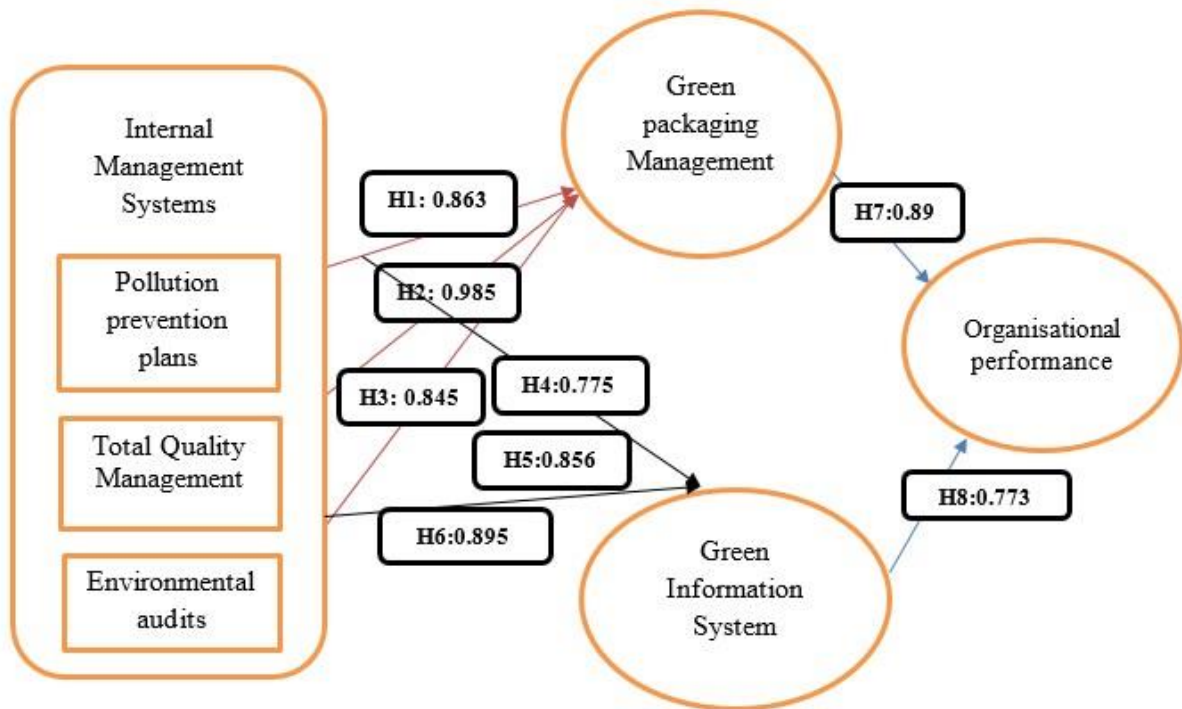 Internal
Management
Systems
Pollution
prevention
plans
Total Quality
Management
Environmental
audits
H1: 0.863
H2: 0.985
H3: 0.845
H4:0.775
H5:0.856
H6:0.895
Green
packaging
Management
Green
Information
System
H7:0.89
H8:0.773
Organisational
performance